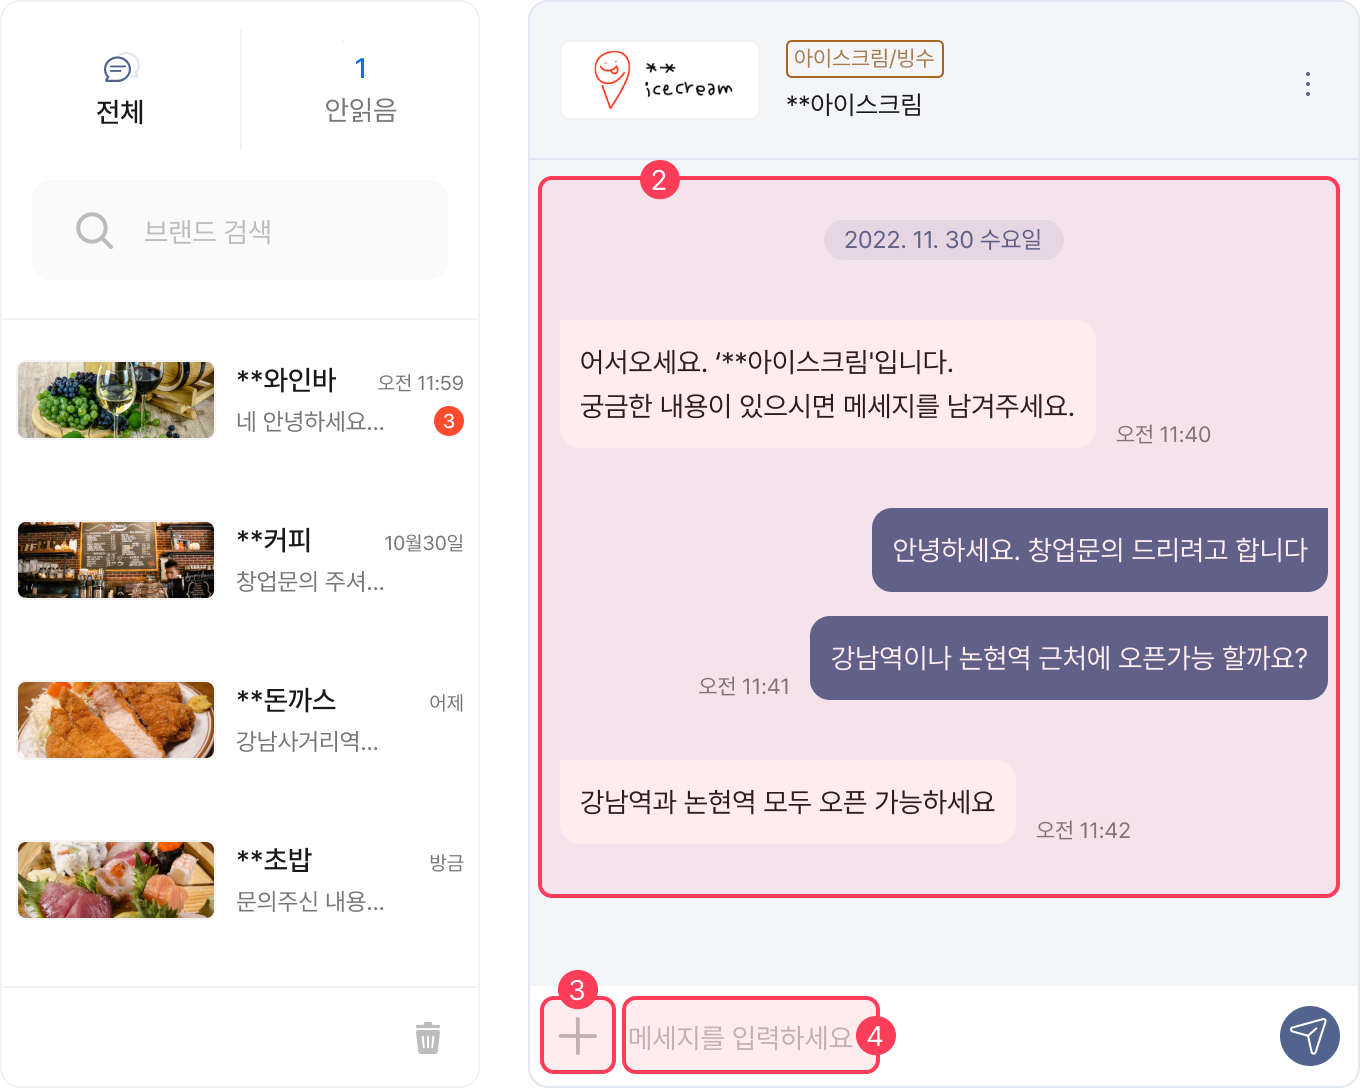 전체
1
안읽음
브랜드 검색
**와인바
오전 11:59
네 안녕하세요...
3
**커피
10월30일
창업문의 주셔...
**돈까스
어제
강남사거리역...
**초밥
방금
문의주신 내용...
** icecream
아이스크림/빙수
**아이스크림
2
2022. 11. 30 수요일
어서오세요. ‘**아이스크림'입니다.
궁금한 내용이 있으시면 메세지를 남겨주세요.
오전 11:40
안녕하세요. 창업문의 드리려고 합니다
강남역이나 논현역 근처에 오픈가능 할까요?
오전 11:41
강남역과 논현역 모두 오픈 가능하세요
오전 11:42
3
메세지를 입력하세요
4